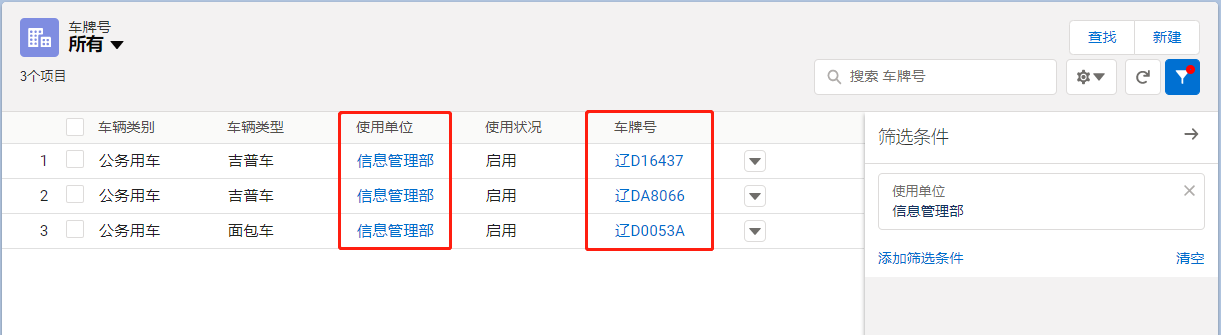 车牌号
所有
查找 新建
3个项目
搜索 车牌号
车辆类别 车辆类型 使用单位 使用状况 车牌号
1 公务用车 吉普车 信息管理部 启用 辽D16437
2 公务用车 吉普车 信息管理部 启用 辽DA8066
3 公务用车 面包车 信息管理部 启用 辽D0053A
筛选条件
使用单位
信息管理部
添加筛选条件 清空